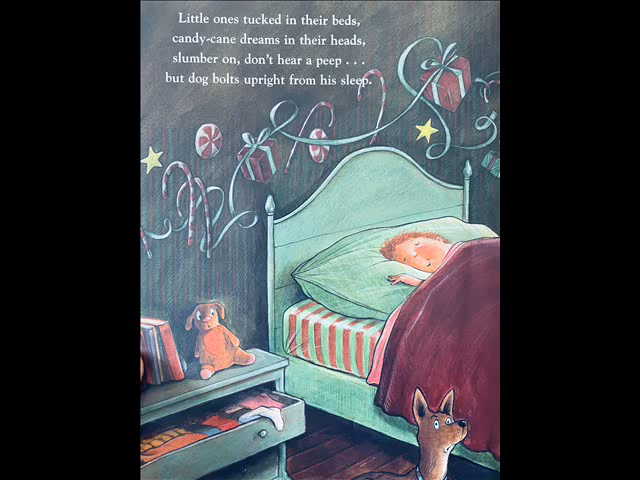 Little ones tucked in their beds,
candy-cane dreams in their heads,
slumber on, don't hear a peep . . .
but dog bolts upright from his sleep.